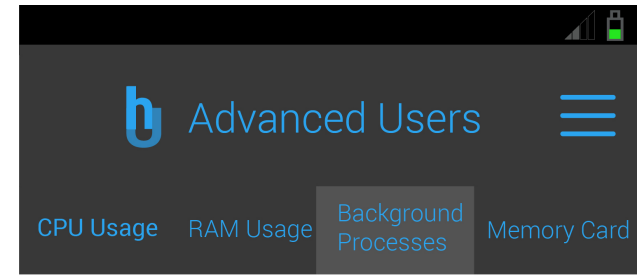 Advanced Users
CPU Usage
RAM Usage
Background
Processes
Memory Card